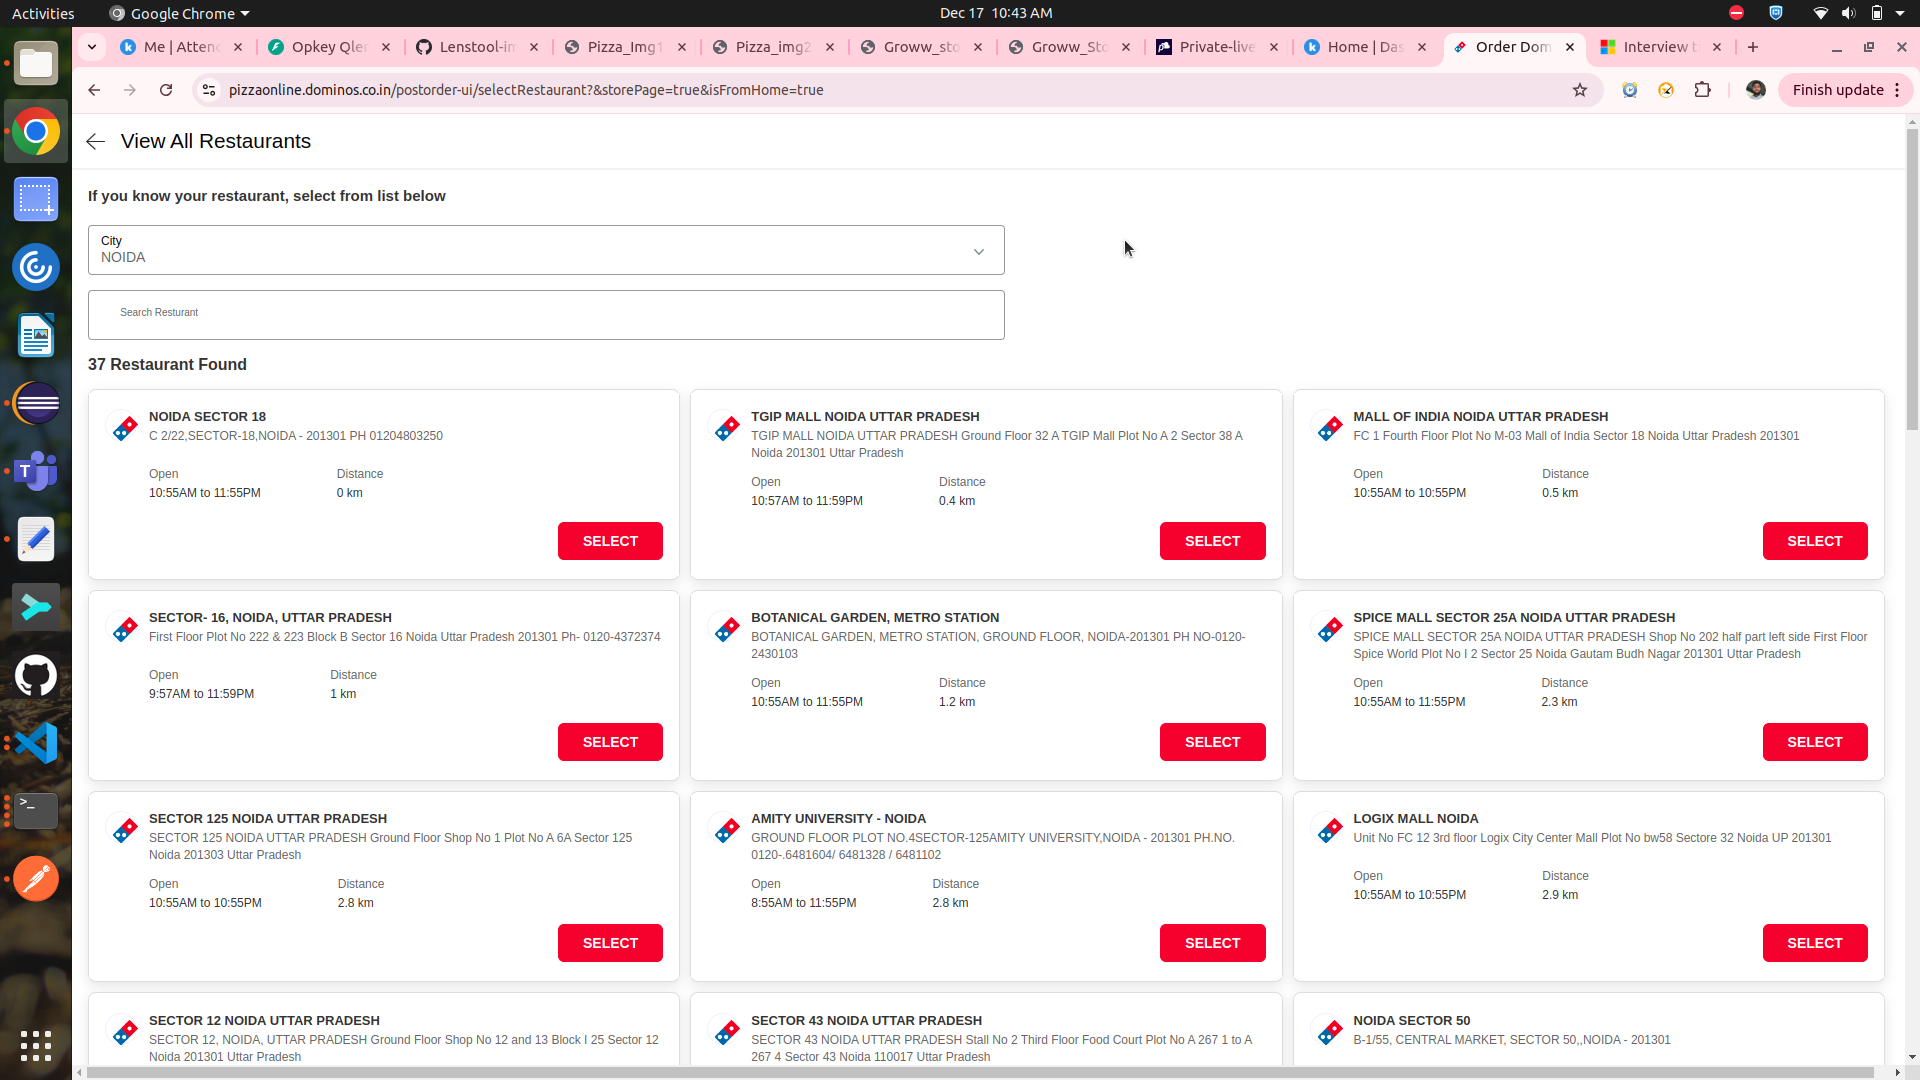 Activities
Google Chrome
Dec 17 10:43 AM
Me | Atten
Opkey Qler
Lenstool-in
Pizza_Img1
Pizza_img2
Groww_sto
Groww_Sto
Private-live
Home | Das
Order Dom
Interview t
pizzaonline.dominos.co.in/postorder-ui/selectRestaurant?&storePage=true&isFromHome=true
Finish update
View All Restaurants
If you know your restaurant, select from list below
City
NOIDA
Search Resturant
37 Restaurant Found
NOIDA SECTOR 18
C 2/22,SECTOR-18,NOIDA - 201301 PH 01204803250
Open
Distance
10:55AM to 11:55PM
0 km
SELECT
TGIP MALL NOIDA UTTAR PRADESH
TGIP MALL NOIDA UTTAR PRADESH Ground Floor 32 A TGIP Mall Plot No A 2 Sector 38 A
Noida 201301 Uttar Pradesh
Open
Distance
10:57AM to 11:59PM
0.4 km
SELECT
MALL OF INDIA NOIDA UTTAR PRADESH
FC 1 Fourth Floor Plot No M-03 Mall of India Sector 18 Noida Uttar Pradesh 201301
Open
Distance
10:55AM to 10:55PM
0.5 km
SELECT
SECTOR- 16, NOIDA, UTTAR PRADESH
First Floor Plot No 222 & 223 Block B Sector 16 Noida Uttar Pradesh 201301 Ph- 0120-4372374
Open
Distance
9:57AM to 11:59PM
1 km
SELECT
BOTANICAL GARDEN, METRO STATION
BOTANICAL GARDEN, METRO STATION, GROUND FLOOR, NOIDA-201301 PH NO-0120-
2430103
Open
Distance
10:55AM to 11:55PM
1.2 km
SELECT
SPICE MALL SECTOR 25A NOIDA UTTAR PRADESH
SPICE MALL SECTOR 25A NOIDA UTTAR PRADESH Shop No 202 half part left side First Floor
Spice World Plot No I 2 Sector 25 Noida Gautam Budh Nagar 201301 Uttar Pradesh
Open
Distance
10:55AM to 11:55PM
2.3 km
SELECT
SECTOR 125 NOIDA UTTAR PRADESH
SECTOR 125 NOIDA UTTAR PRADESH Ground Floor Shop No 1 Plot No A 6A Sector 125
Noida 201303 Uttar Pradesh
Open
Distance
10:55AM to 10:55PM
2.8 km
SELECT
AMITY UNIVERSITY - NOIDA
GROUND FLOOR PLOT NO.4SECTOR-125AMITY UNIVERSITY,NOIDA - 201301 PH.NO.
0120-.6481604/ 6481328 / 6481102
Open
Distance
8:55AM to 11:55PM
2.8 km
SELECT
LOGIX MALL NOIDA
Unit No FC 12 3rd floor Logix City Center Mall Plot No bw58 Sectore 32 Noida UP 201301
Open
Distance
10:55AM to 10:55PM
2.9 km
SELECT
SECTOR 12 NOIDA UTTAR PRADESH
SECTOR 12, NOIDA, UTTAR PRADESH Ground Floor Shop No 12 and 13 Block I 25 Sector 12
Noida 201301 Uttar Pradesh
SECTOR 43 NOIDA UTTAR PRADESH
SECTOR 43 NOIDA UTTAR PRADESH Stall No 2 Third Floor Food Court Plot No A 267 1 to A
267 4 Sector 43 Noida 110017 Uttar Pradesh
NOIDA SECTOR 50
B-1/55, CENTRAL MARKET, SECTOR 50,,NOIDA - 201301